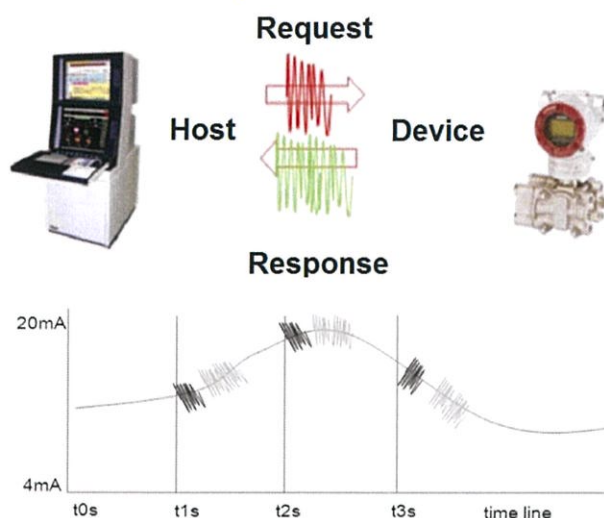 Request
Host
Device
Response
20mA
4mA
t0s
t1s
t2s
t3s
time line